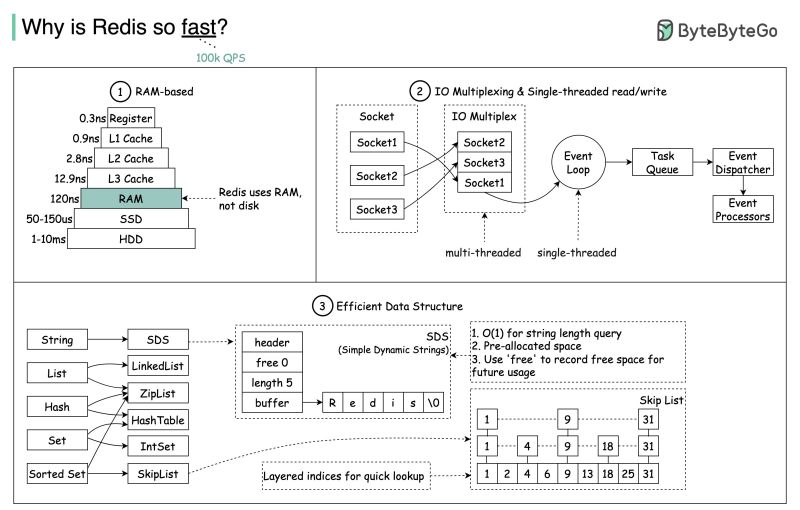 Why is Redis so fast?
100k QPS
ByteByteGo
1 RAM-based
0.3ns Register
0.9ns L1 Cache
2.8ns L2 Cache
12.9ns L3 Cache
120ns RAM
50-150us SSD
1-10ms HDD
Redis uses RAM,
not disk
2 IO Multiplexing & Single-threaded read/write
Socket
Socket1
Socket2
Socket3
IO Multiplex
Socket2
Socket3
Socket1
Event
Loop
Task
Queue
Event
Dispatcher
Event
Processors
multi-threaded
single-threaded
3 Efficient Data Structure
String
List
Hash
Set
Sorted Set
SDS
LinkedList
ZipList
HashTable
IntSet
SkipList
header
free 0
length 5
buffer
R e d i s \0
SDS
(Simple Dynamic Strings)
1. O(1) for string length query
2. Pre-allocated space
3. Use 'free' to record free space for
future usage
Skip List
1 9 31
1 4 9 18 31
1 2 4 6 9 13 18 25 31
Layered indices for quick lookup